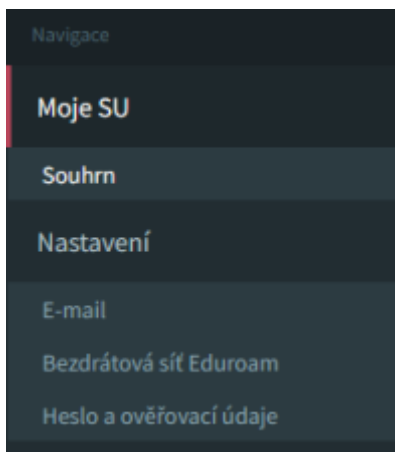 Navigace
Moje SU
Souhrn
Nastavení
E-mail
Bezdrátová síť Eduroam
Heslo a ověřovací údaje